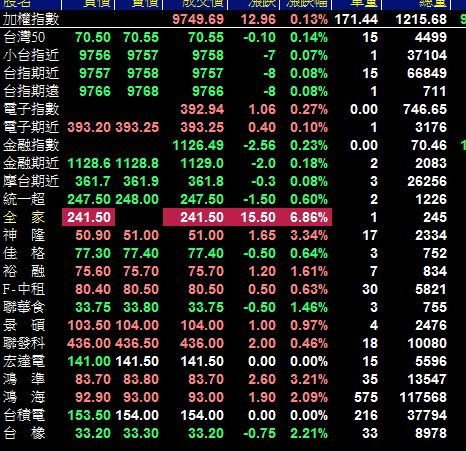 股名 買價 賣價 成交價 漲跌 漲跌幅 單量 總量
加權指數 9749.69 12.96 0.13% 171.44 1215.68
台灣50 70.50 70.55 70.55 -0.10 0.14% 15 4499
小台指近 9756 9757 9758 -7 0.07% 1 37104
台指期近 9757 9758 9757 -8 0.08% 15 66849
台指期遠 9766 9768 9766 -8 0.08% 1 711
電子指數 392.94 1.06 0.27% 0.00 746.65
電子期近 393.20 393.25 393.25 0.40 0.10% 1 3176
金融指數 1126.49 -2.56 0.23% 0.00 70.46
金融期近 1128.6 1128.8 1129.0 -2.0 0.18% 2 2083
摩台期近 361.7 361.9 361.8 -0.3 0.08% 3 26256
統一超 247.50 248.00 247.50 -1.50 0.60% 2 1226
全 家 241.50 241.50 15.50 6.86% 1 245
神 隆 50.90 51.00 51.00 1.65 3.34% 17 2334
佳 格 77.30 77.40 77.40 -0.50 0.64% 3 752
裕 融 75.60 75.70 75.70 1.20 1.61% 7 834
F-中租 80.40 80.50 80.50 0.50 0.63% 30 5821
聯華食 33.75 33.80 33.75 -0.50 1.46% 3 755
景 碩 103.50 104.00 104.00 1.00 0.97% 4 2476
聯發科 436.00 436.50 436.00 2.00 0.46% 18 10080
宏達電 141.00 141.50 141.50 0.00 0.00% 15 5596
鴻 準 83.70 83.80 83.70 2.60 3.21% 35 13547
鴻 海 92.90 93.00 93.00 1.90 2.09% 575 117568
台積電 153.50 154.00 154.00 0.00 0.00% 216 37794
台 橡 33.20 33.30 33.20 -0.75 2.21% 33 8978